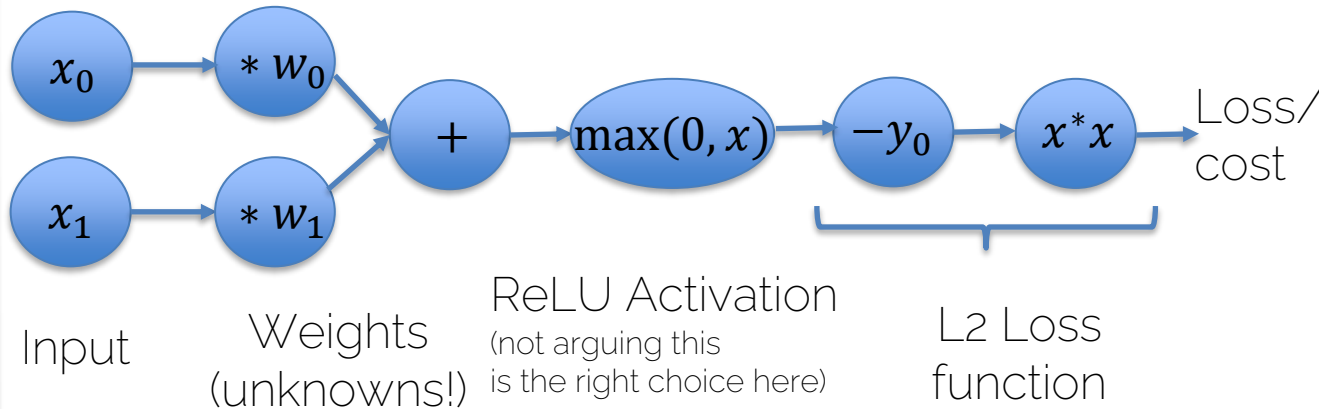 x₀
* w₀
x₁
* w₁
+
max(0, x)
−y₀
x*x
Loss/
cost
Input
Weights
(unknowns!)
ReLU Activation
(not arguing this
is the right choice here)
L2 Loss
function